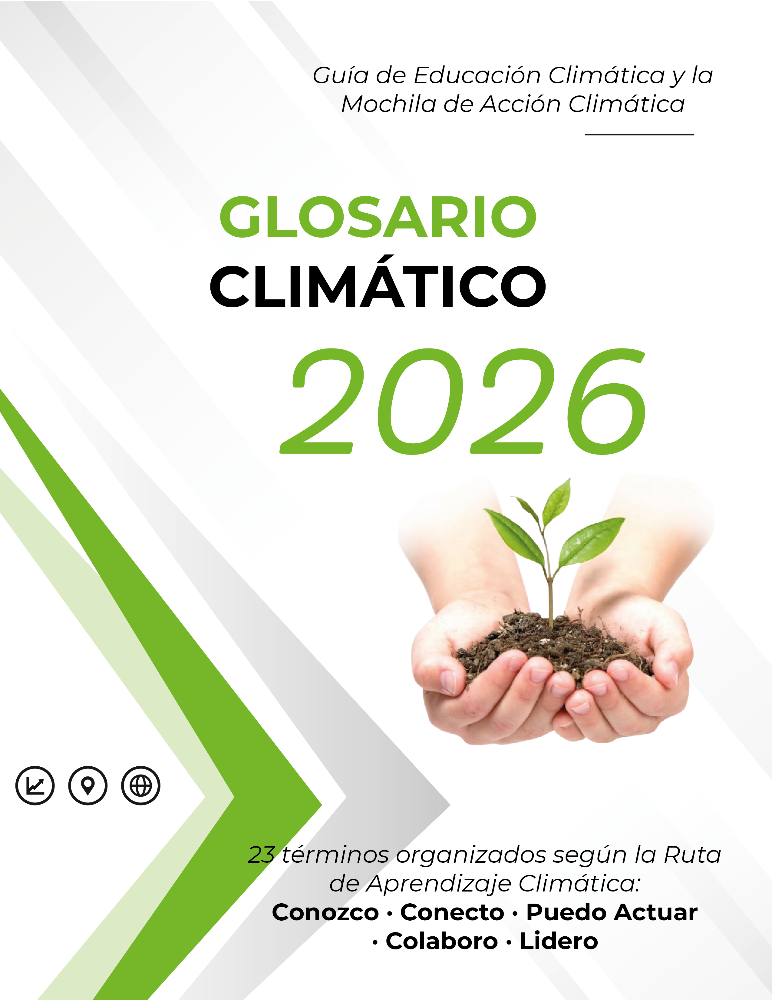 Guía de Educación Climática y la
Mochila de Acción Climática
GLOSARIO
CLIMÁTICO
2026
23 términos organizados según la Ruta
de Aprendizaje Climática:
Conozco • Conecto • Puedo Actuar
• Colaboro • Lidero